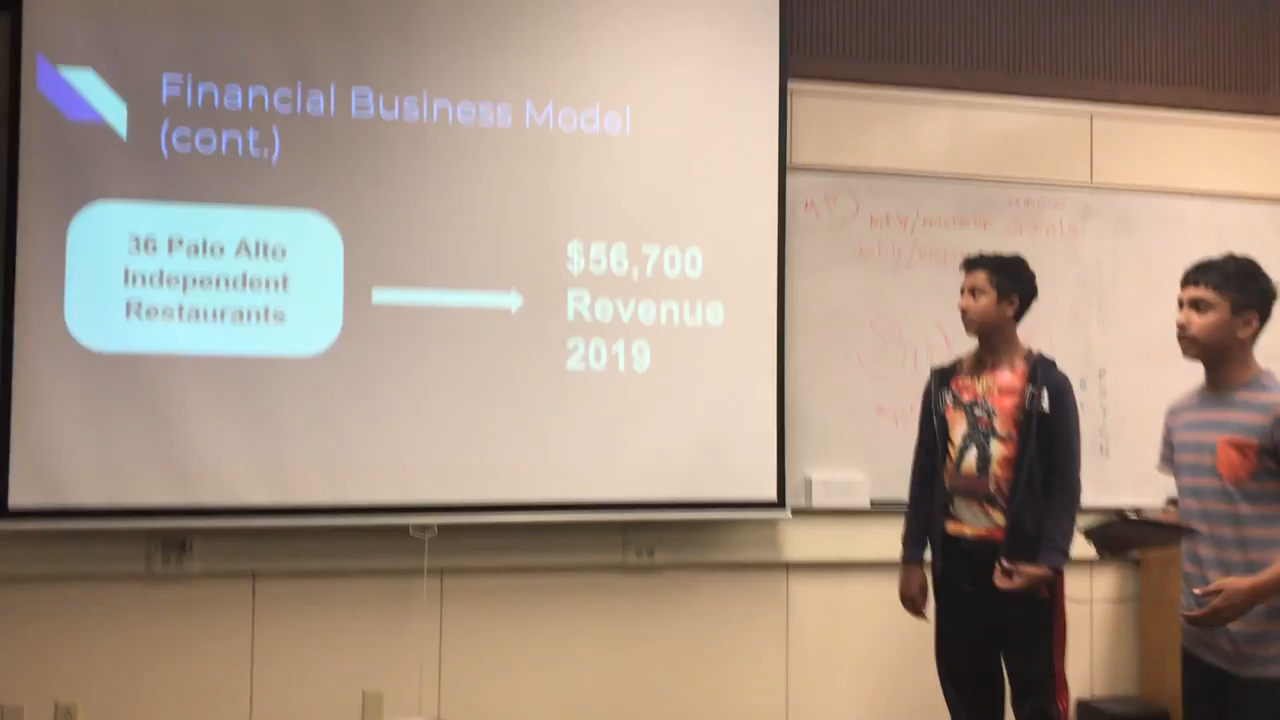 Financial Business Model
(cont.)
36 Palo Alto
Independent
Restaurants
$56,700
Revenue
2019